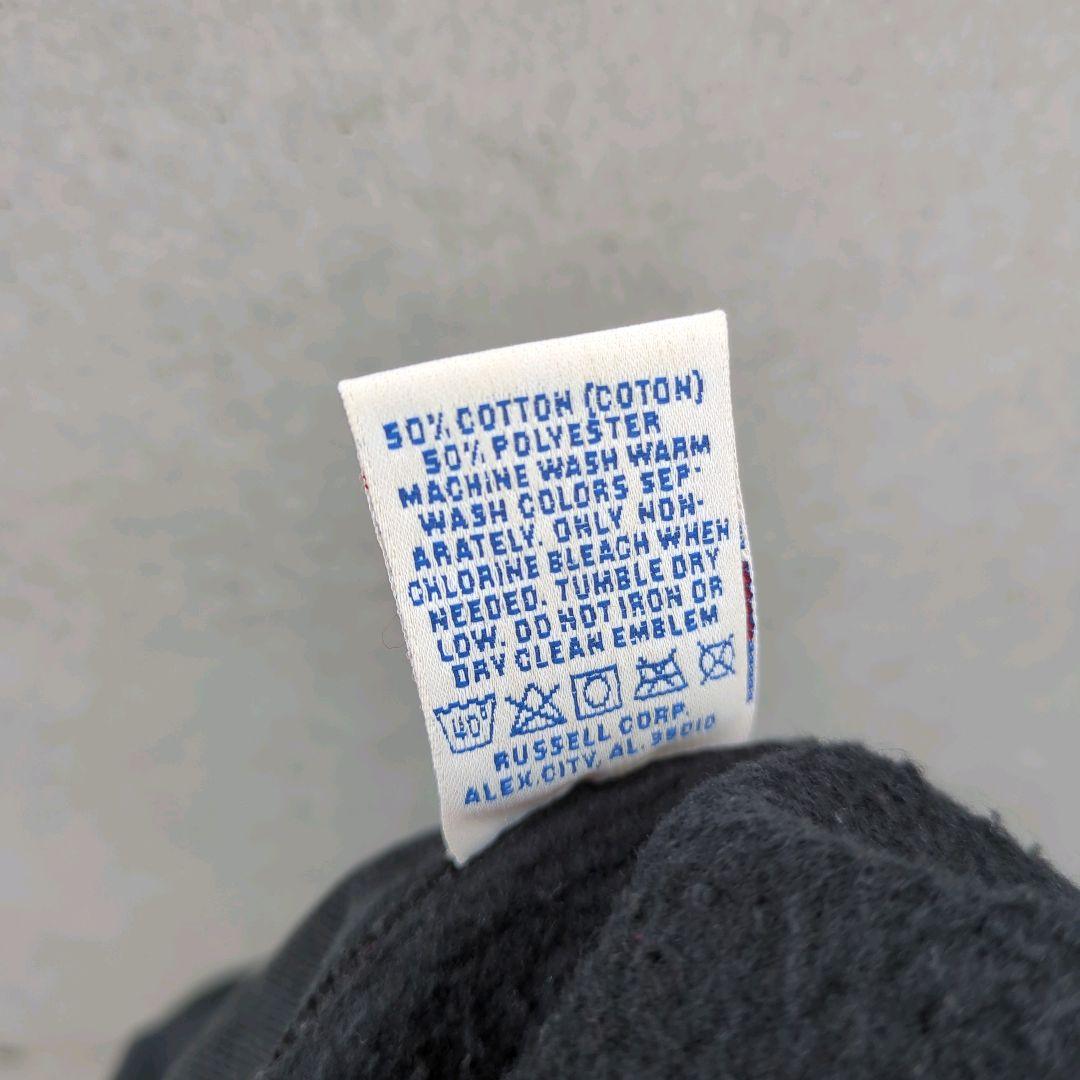 50% COTTON (COTON)
50% POLYESTER
MACHINE WASH WARM
WASH COLORS SEP-
ARATELY. ONLY NON-
CHLORINE BLEACH WHEN
NEEDED. TUMBLE DRY
LOW. DO NOT IRON OR
DRY CLEAN EMBLEM
40°
RUSSELL CORP.
ALEX.CITY, AL. 35010